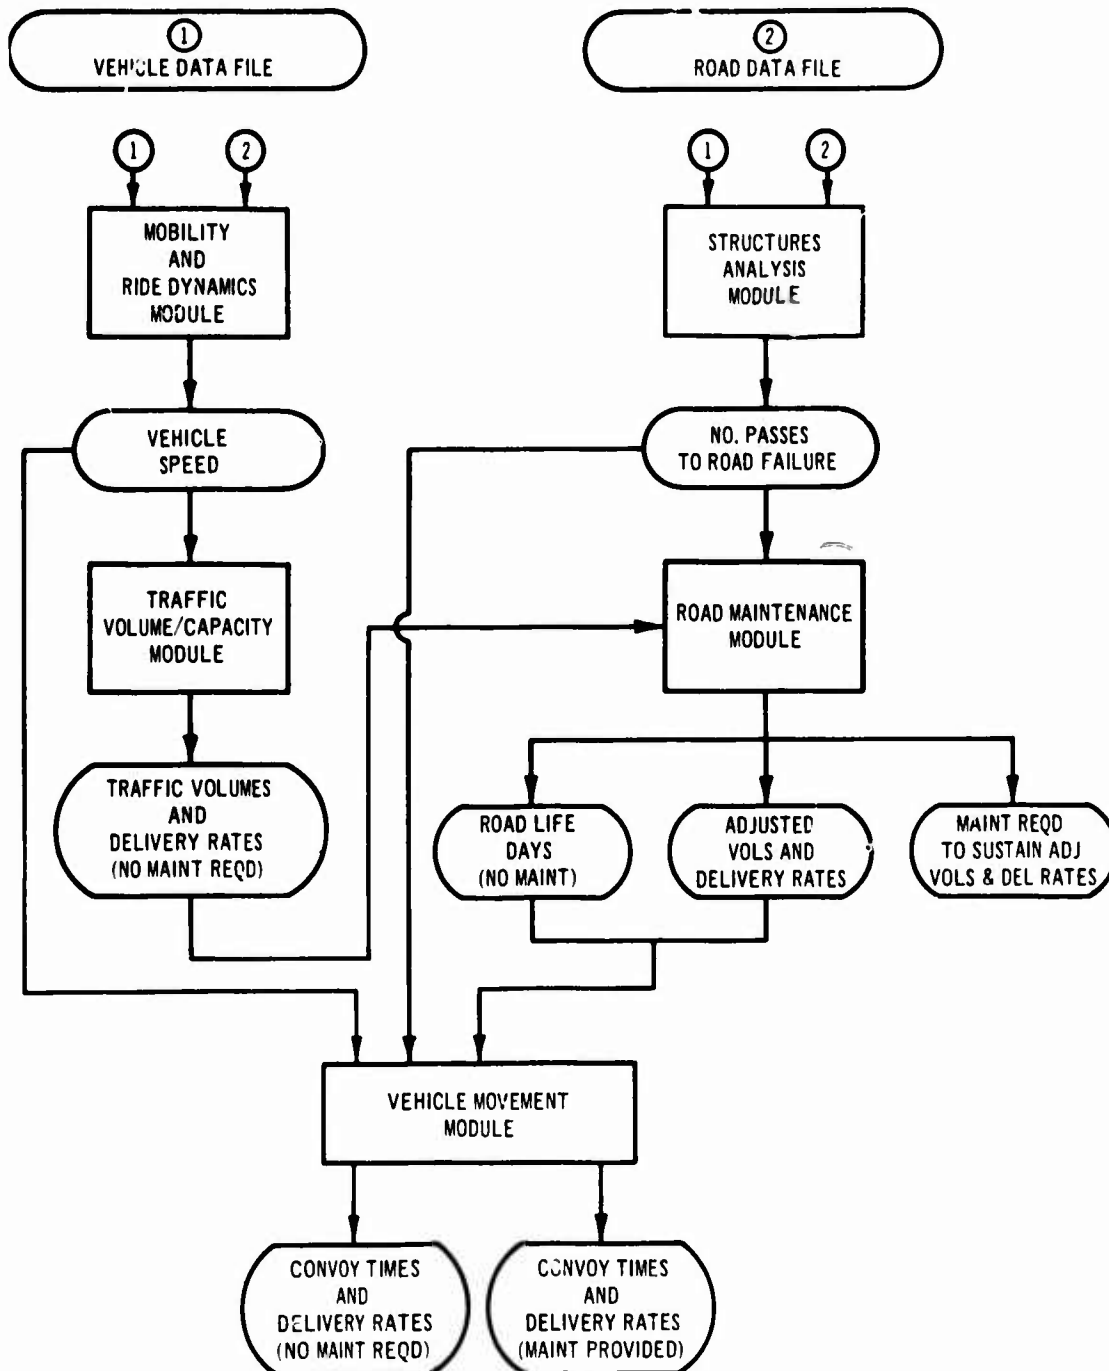 1
VEHICLE DATA FILE
2
ROAD DATA FILE
1
2
1
2
MOBILITY
AND
RIDE DYNAMICS
MODULE
STRUCTURES
ANALYSIS
MODULE
VEHICLE
SPEED
NO. PASSES
TO ROAD FAILURE
TRAFFIC
VOLUME/CAPACITY
MODULE
ROAD MAINTENANCE
MODULE
TRAFFIC VOLUMES
AND
DELIVERY RATES
(NO MAINT REQD)
ROAD LIFE
DAYS
(NO MAINT)
ADJUSTED
VOLS AND
DELIVERY RATES
MAINT REQD
TO SUSTAIN ADJ
VOLS & DEL RATES
VEHICLE MOVEMENT
MODULE
CONVOY TIMES
AND
DELIVERY RATES
(NO MAINT REQD)
CONVOY TIMES
AND
DELIVERY RATES
(MAINT PROVIDED)